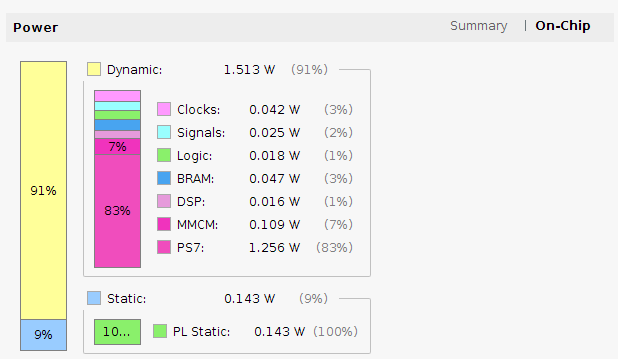 Power Summary | On-Chip
Dynamic: 1.513 W (91%)
Clocks: 0.042 W (3%)
Signals: 0.025 W (2%)
Logic: 0.018 W (1%)
BRAM: 0.047 W (3%)
DSP: 0.016 W (1%)
7% MMCM: 0.109 W (7%)
91%
83%
PS7: 1.256 W (83%)
Static: 0.143 W (9%)
9% 10... PL Static: 0.143 W (100%)